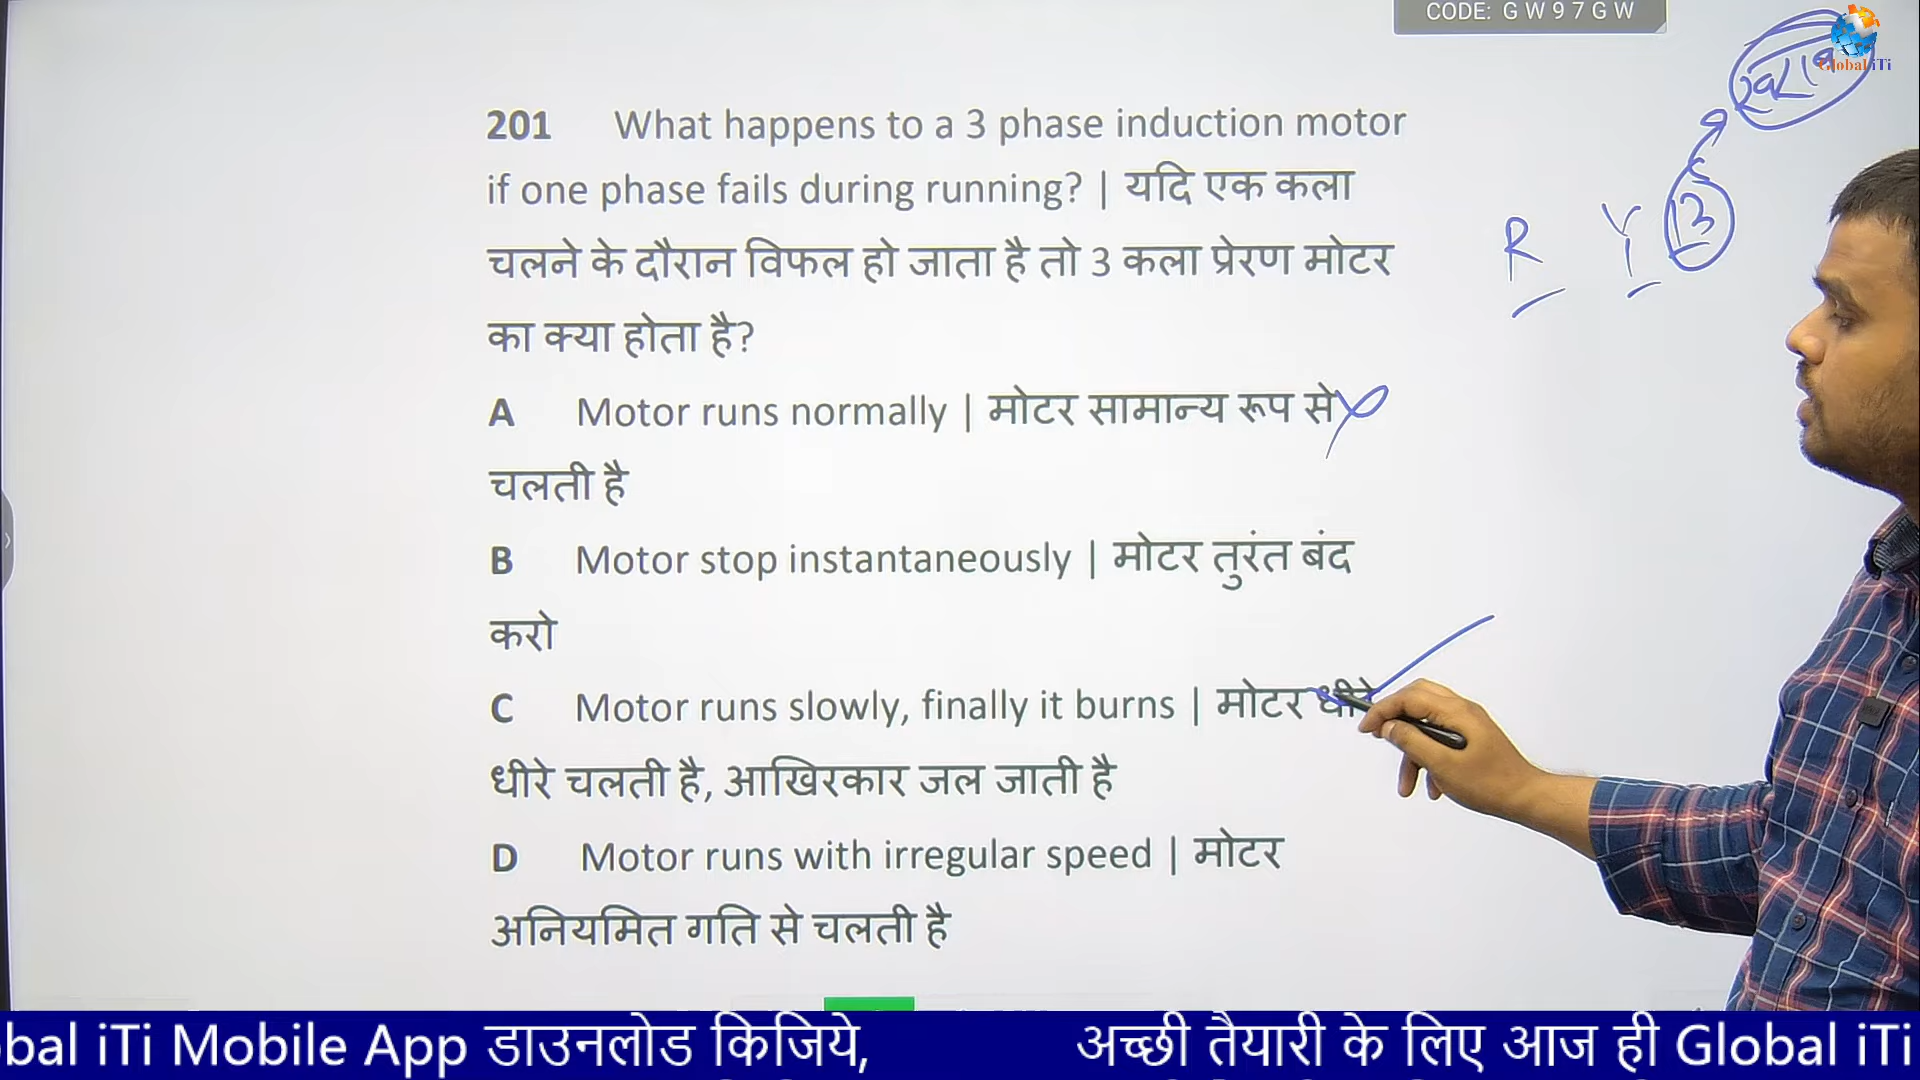 CODE: G W 9 7 G W
Global iTi
201 What happens to a 3 phase induction motor
if one phase fails during running? | यदि एक कला
चलने के दौरान विफल हो जाता है तो 3 कला प्रेरण मोटर
का क्या होता है?
R Y B
A Motor runs normally | मोटर सामान्य रूप से
चलती है
B Motor stop instantaneously | मोटर तुरंत बंद
करो
C Motor runs slowly, finally it burns | मोटर धीरे
धीरे चलती है, आखिरकार जल जाती है
D Motor runs with irregular speed | मोटर
अनियमित गति से चलती है
bal iTi Mobile App डाउनलोड किजिये, अच्छी तैयारी के लिए आज ही Global iTi